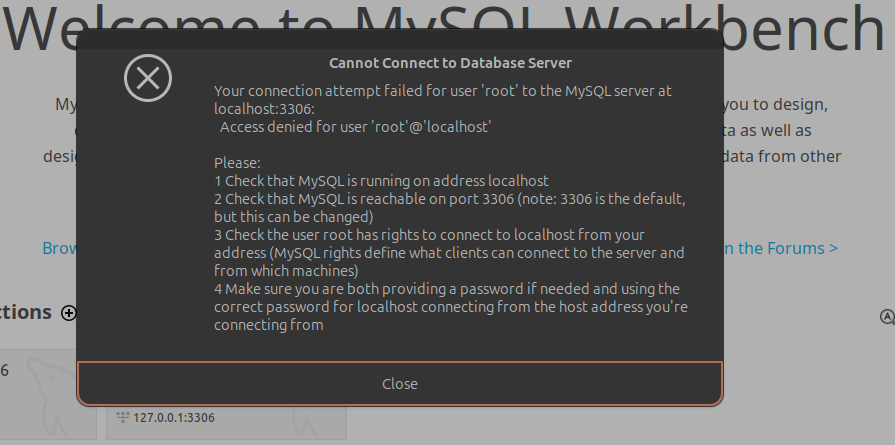 Welcome to MySQL Workbench
Cannot Connect to Database Server
Your connection attempt failed for user 'root' to the MySQL server at
localhost:3306:
Access denied for user 'root'@'localhost'
My
you to design,
ta as well as
desig
data from other
Please:
1 Check that MySQL is running on address localhost
2 Check that MySQL is reachable on port 3306 (note: 3306 is the default,
but this can be changed)
3 Check the user root has rights to connect to localhost from your
address (MySQL rights define what clients can connect to the server and
from which machines)
4 Make sure you are both providing a password if needed and using the
correct password for localhost connecting from the host address you're
connecting from
Brow
n the Forums >
ctions
6
Close
127.0.0.1:3306